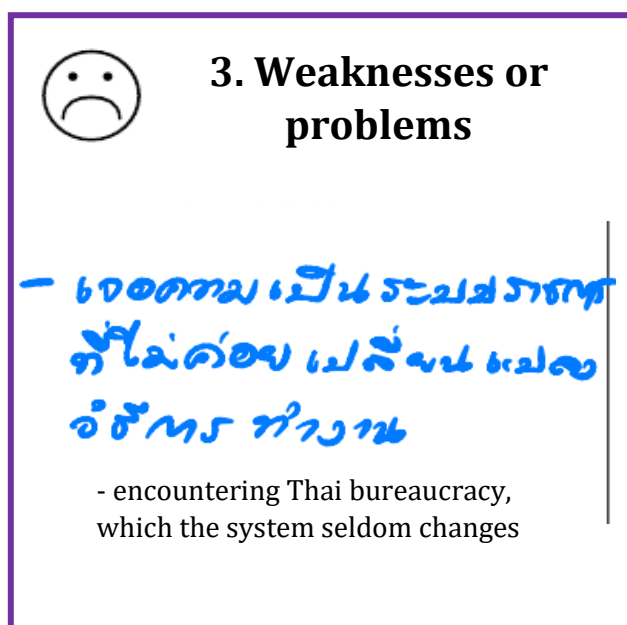 3. Weaknesses or
problems
- เจอความเป็นระบบราชการ
ที่ไม่ค่อยเปลี่ยนแปลง
วิธีการทำงาน
- encountering Thai bureaucracy,
which the system seldom changes